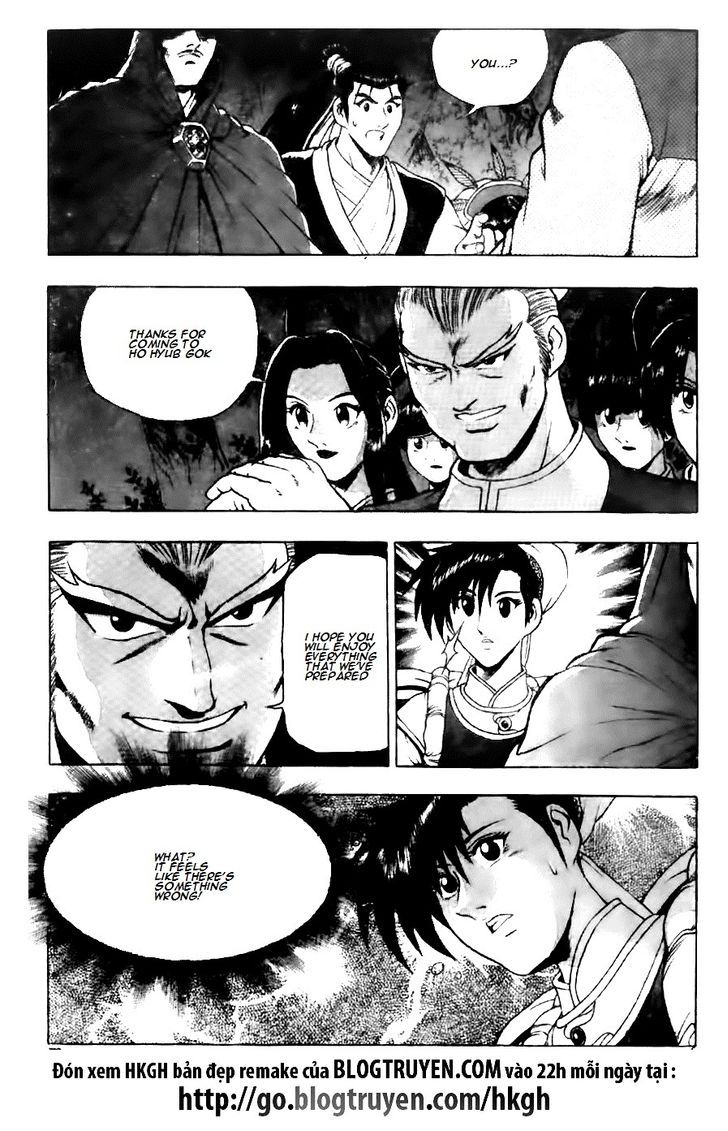 YOU...?
THANKS FOR
COMING TO
HO HYUB GOK
I HOPE YOU
WILL ENJOY
EVERYTHING
THAT WE'VE
PREPARED
WHAT?
IT FEELS
LIKE THERE'S
SOMETHING
WRONG!
Đón xem HKGH bản đẹp remake của BLOGTRUYEN.COM vào 22h mỗi ngày tại :
http://go.blogtruyen.com/hkgh